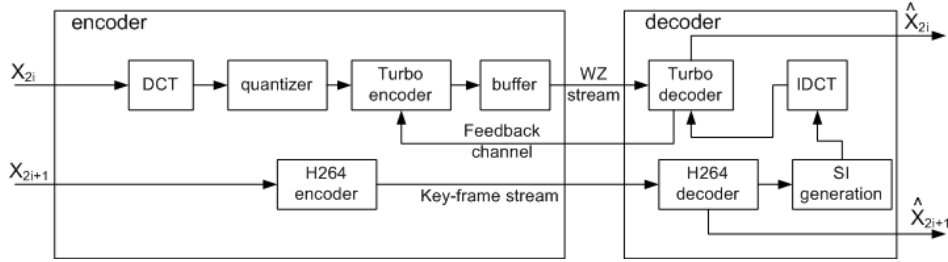 encoder
decoder
X̂2i
X2i
DCT
quantizer
Turbo
encoder
buffer
WZ
stream
Turbo
decoder
IDCT
Feedback
channel
X2i+1
H264
encoder
Key-frame stream
H264
decoder
SI
generation
X̂2i+1